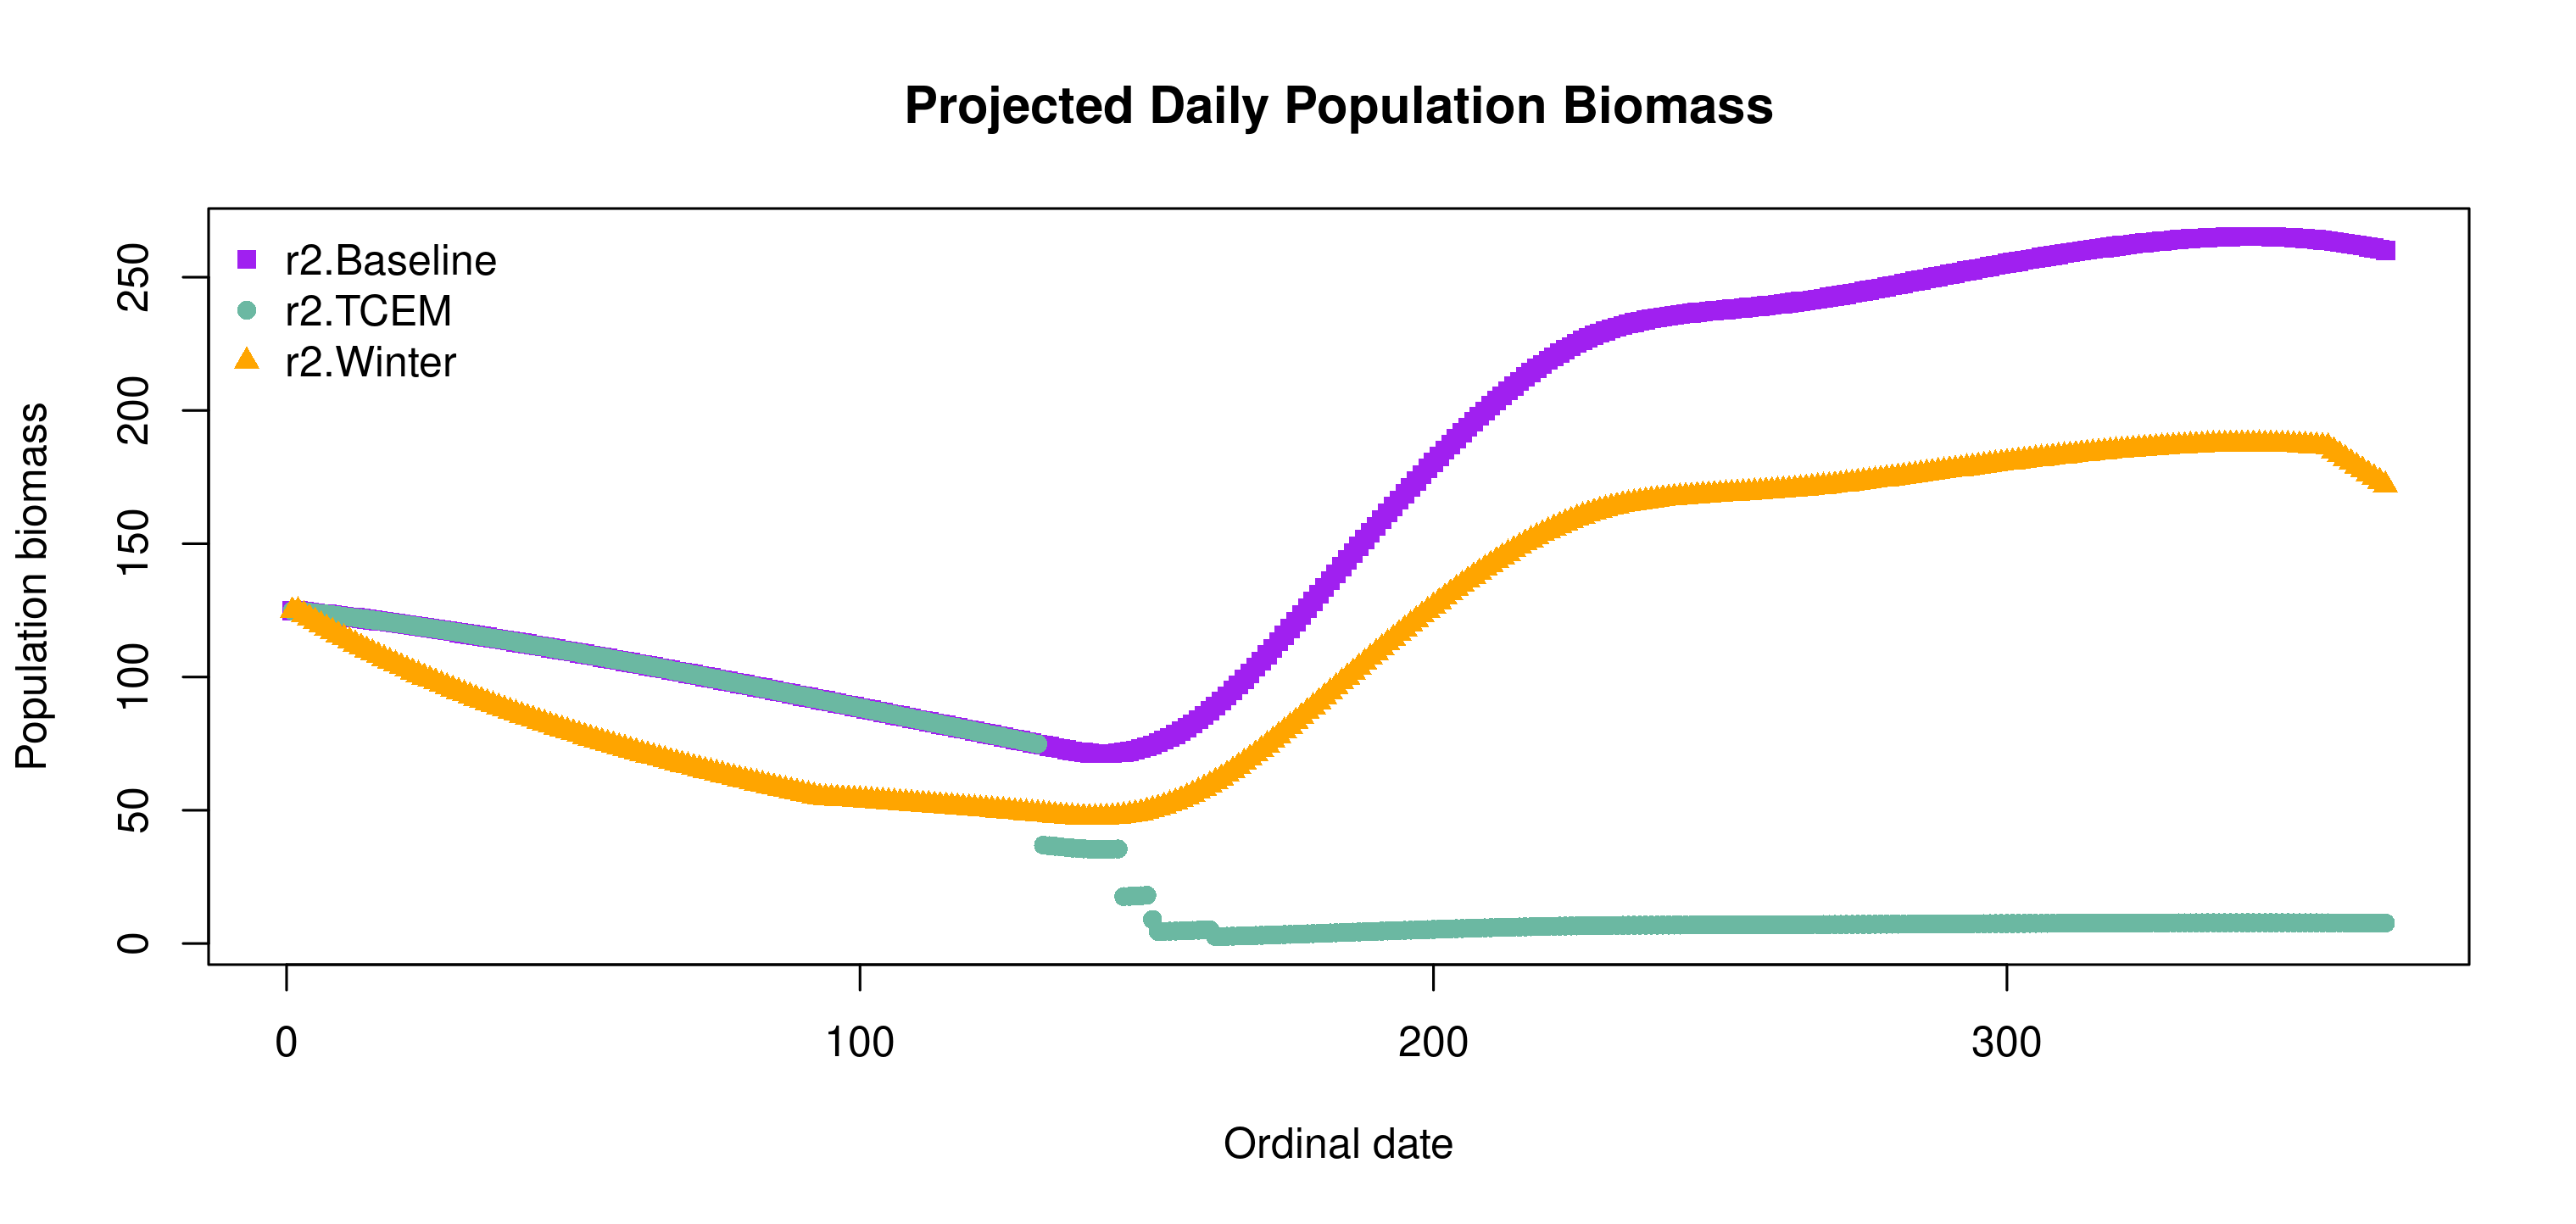 Projected Daily Population Biomass
r2.Baseline
r2.TCEM
r2.Winter
Population biomass
250
200
150
100
50
0
0 100 200 300
Ordinal date